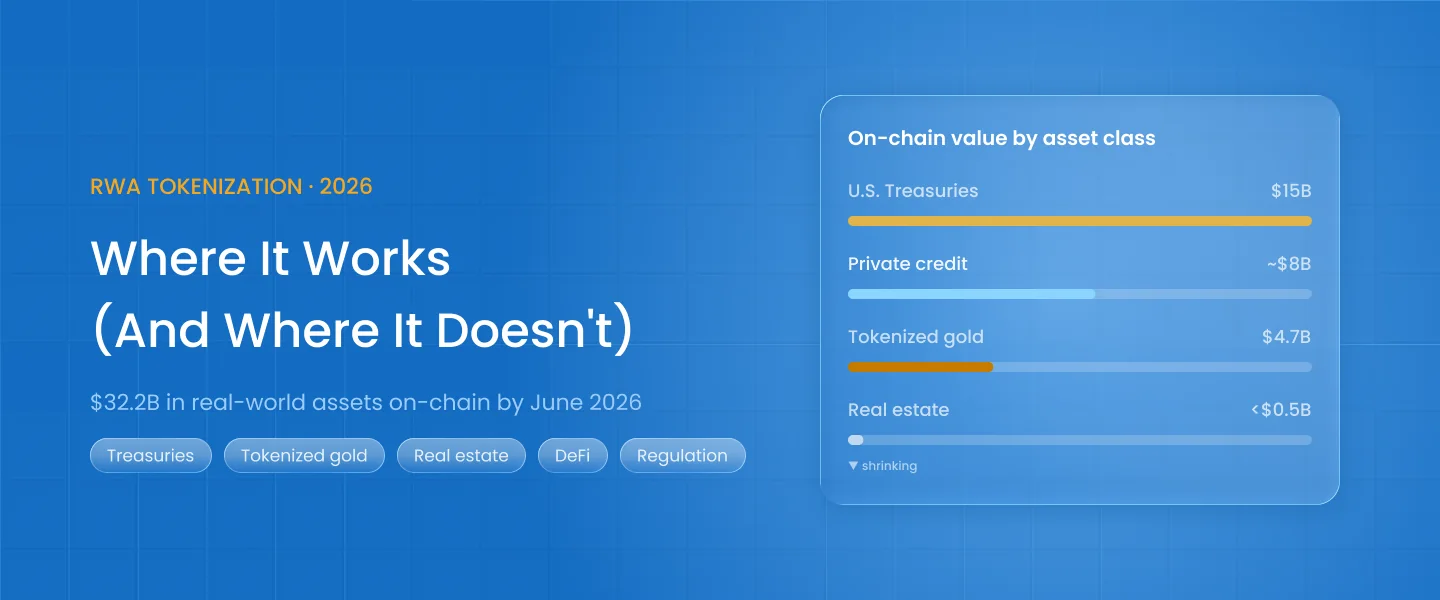 RWA TOKENIZATION · 2026
Where It Works
(And Where It Doesn't)
$32.2B in real-world assets on-chain by June 2026
Treasuries
Tokenized gold
Real estate
DeFi
Regulation
On-chain value by asset class
U.S. Treasuries $15B
Private credit ~$8B
Tokenized gold $4.7B
Real estate <$0.5B
▼ shrinking